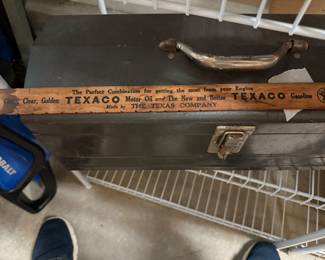 The Perfect Combination for getting the most from your Engine
Clear, Golden TEXACO Motor Oil and The New and Better TEXACO Gasoline
Made by THE TEXAS COMPANY
KOBALT